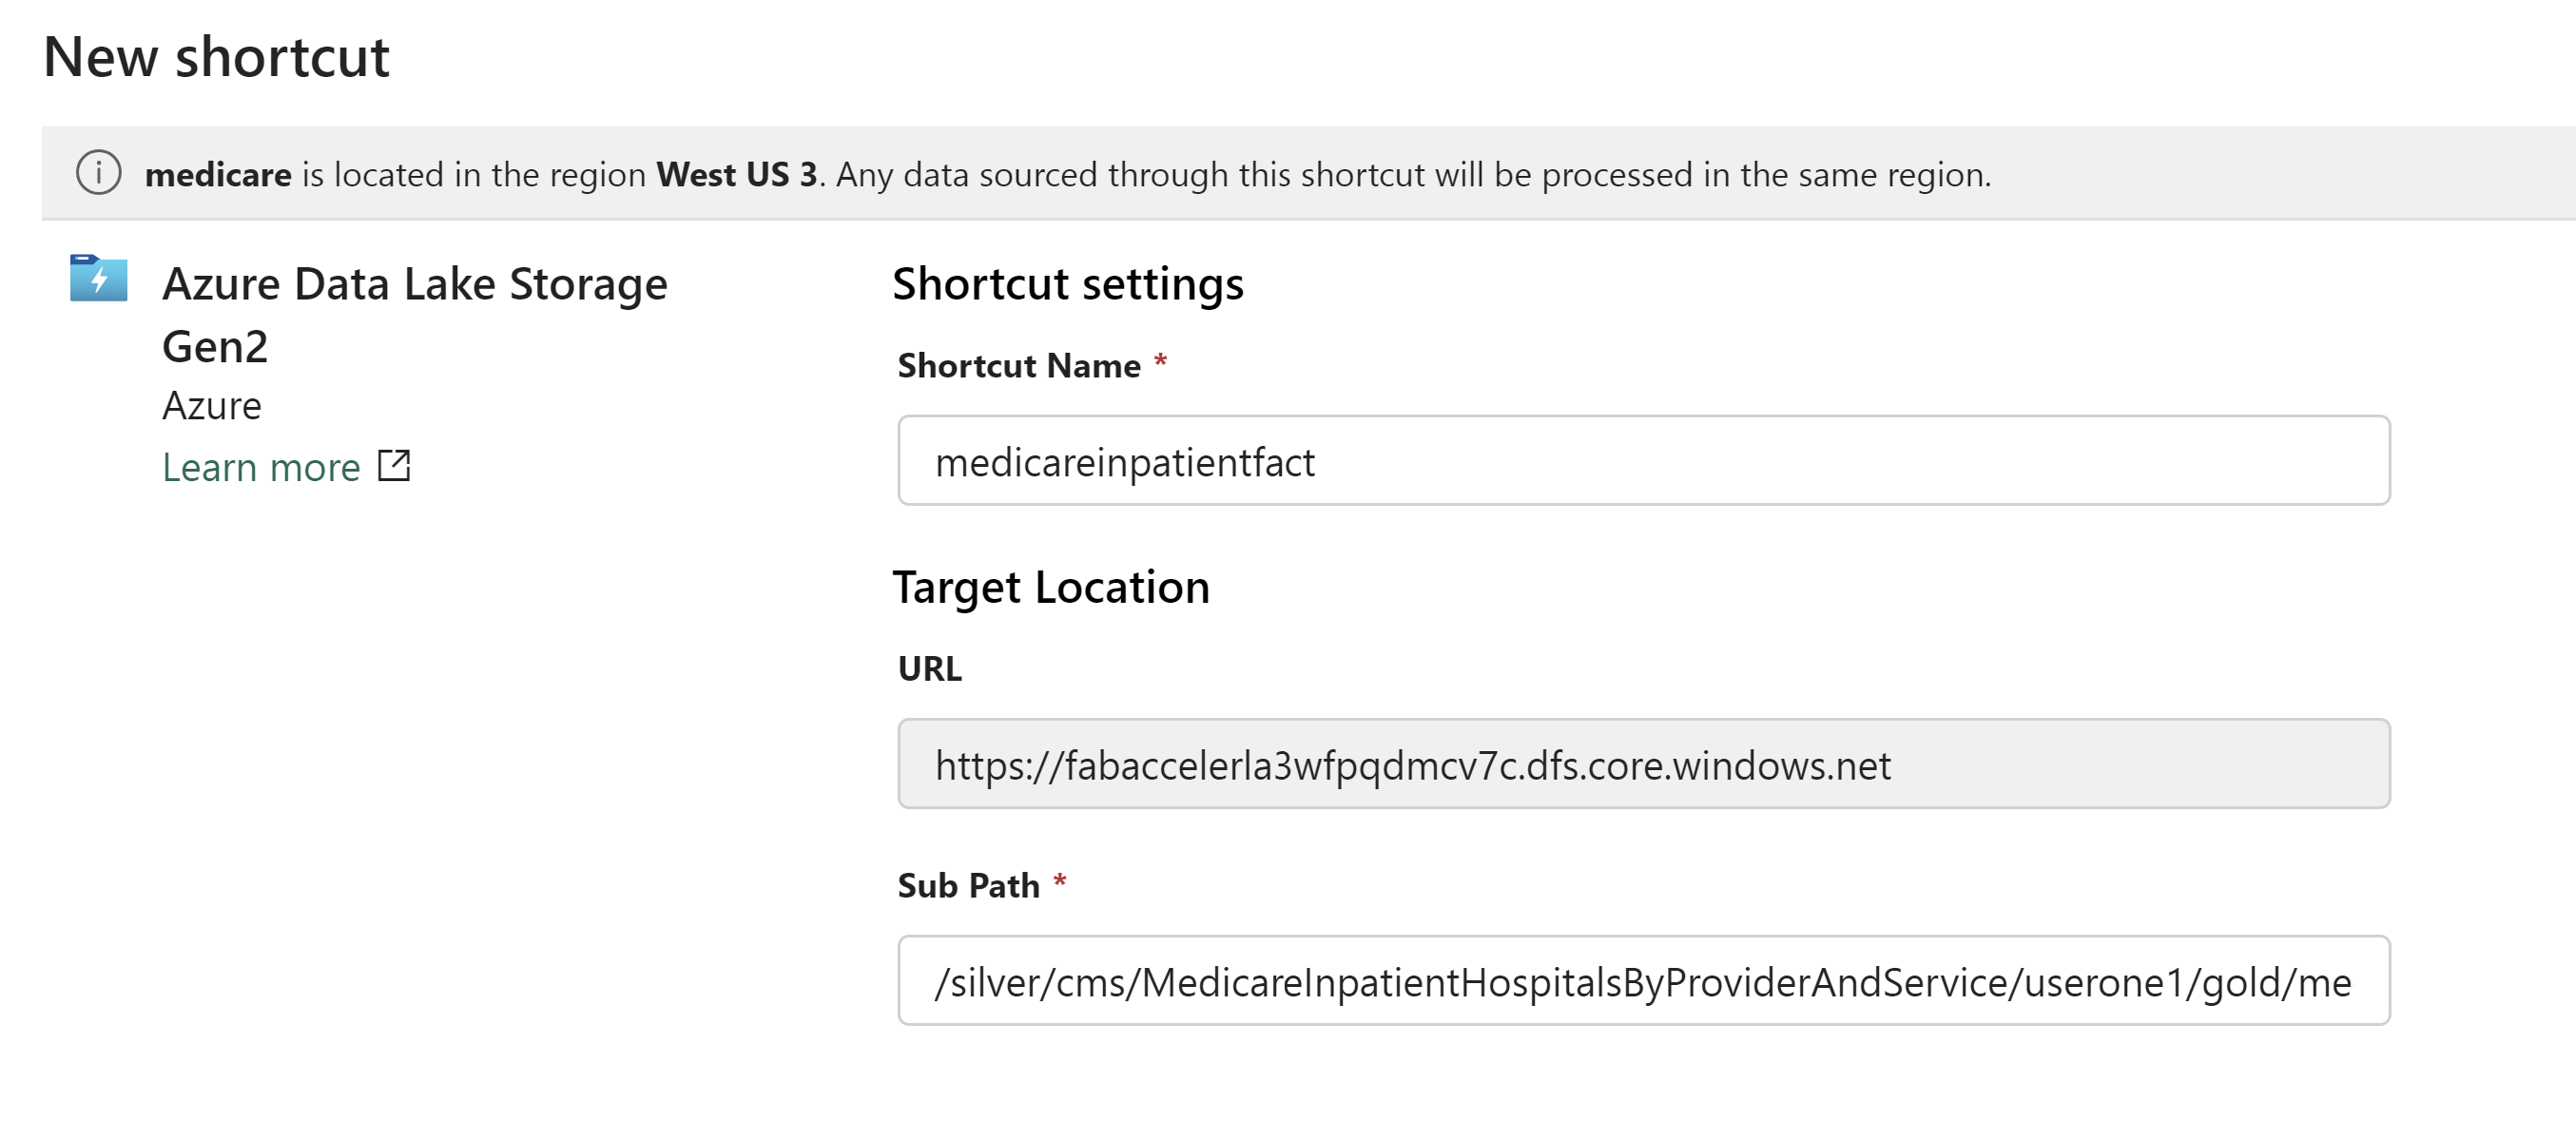 New shortcut
medicare is located in the region West US 3. Any data sourced through this shortcut will be processed in the same region.
Azure Data Lake Storage
Gen2
Azure
Learn more
Shortcut settings
Shortcut Name *
medicareinpatientfact
Target Location
URL
https://fabaccelerla3wfpqdmcv7c.dfs.core.windows.net
Sub Path *
/silver/cms/MedicareInpatientHospitalsByProviderAndService/userone1/gold/me